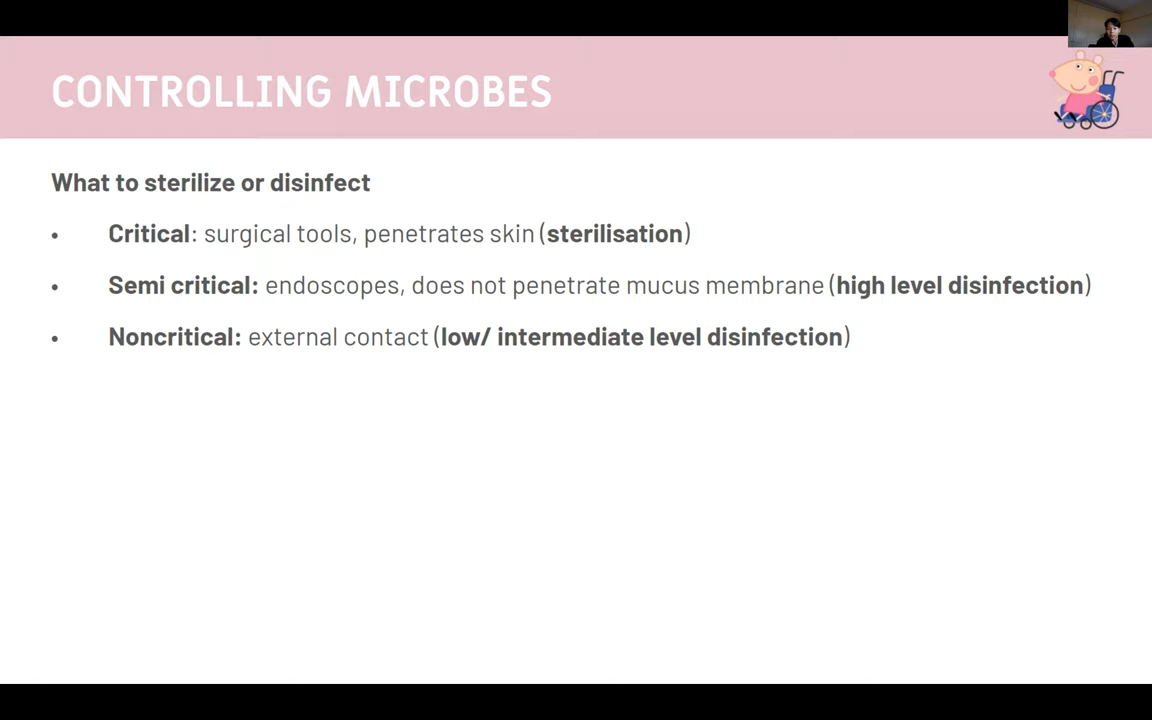 CONTROLLING MICROBES
What to sterilize or disinfect
• Critical: surgical tools, penetrates skin (sterilisation)
• Semi critical: endoscopes, does not penetrate mucus membrane (high level disinfection)
• Noncritical: external contact (low/ intermediate level disinfection)